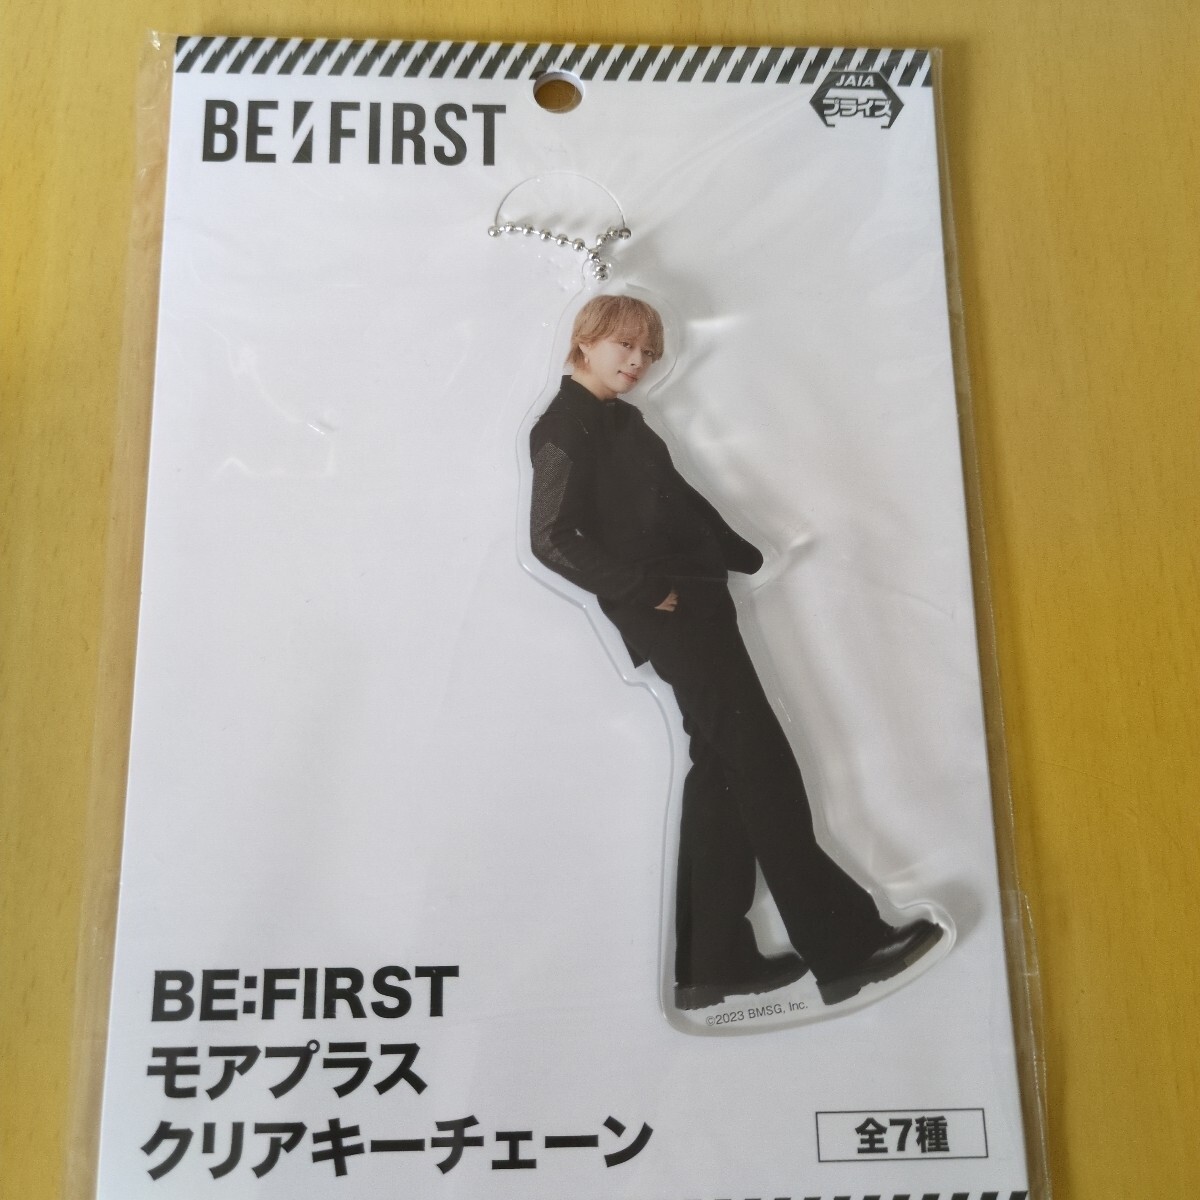 BE:FIRST
JAIA
プライズ
©2023 BMSG, Inc.
BE:FIRST
モアプラス
クリアキーチェーン
全7種